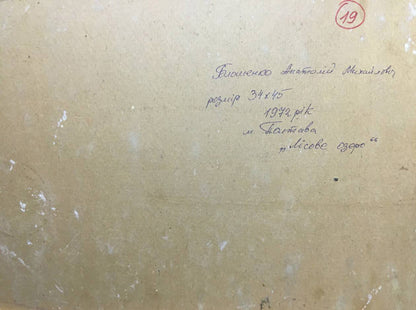 19
Анатолій Михайлович
розмір 34х45
1972 рік
м. Полтава
„Лісове озеро“